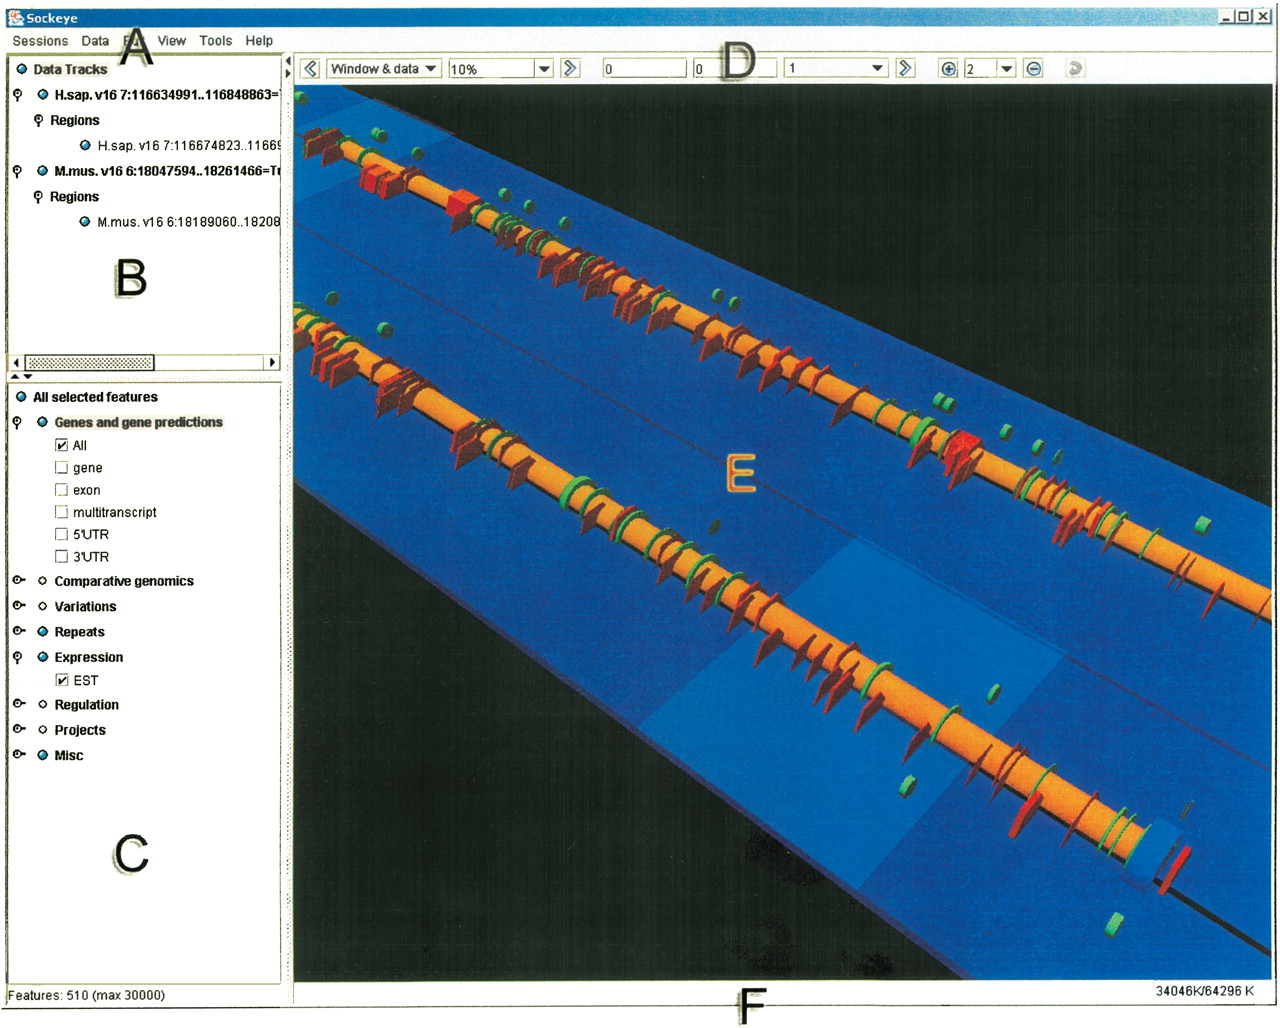 Sockeye
Sessions Data View Tools Help
A
Window & data 10% 0 0 1 2
D
Data Tracks
H.sap. v16 7:116634991..116848863=
Regions
H.sap. v16 7:116674823..11669
M.mus. v16 6:18047594..18261466=Tr
Regions
M.mus. v16 6:18189060..18208
B
All selected features
Genes and gene predictions
All
gene
exon
multitranscript
5'UTR
3'UTR
Comparative genomics
Variations
Repeats
Expression
EST
Regulation
Projects
Misc
C
E
Features: 510 (max 30000)
34046K/64296 K
F